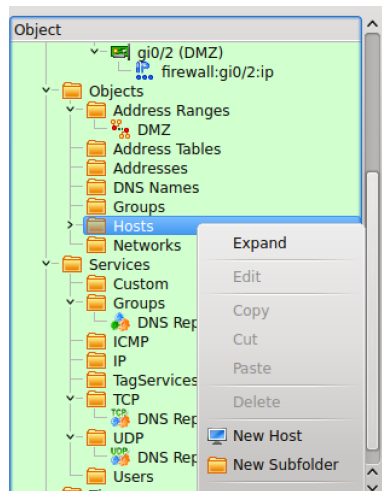 Object
gi0/2 (DMZ)
firewall:gi0/2:ip
Objects
Address Ranges
DMZ
Address Tables
Addresses
DNS Names
Groups
Hosts
Networks
Services
Custom
Groups
DNS Rep
ICMP
IP
TagServices
TCP
TCP
DNS Rep
UDP
UDP
DNS Rep
Users
Expand
Edit
Copy
Cut
Paste
Delete
New Host
New Subfolder